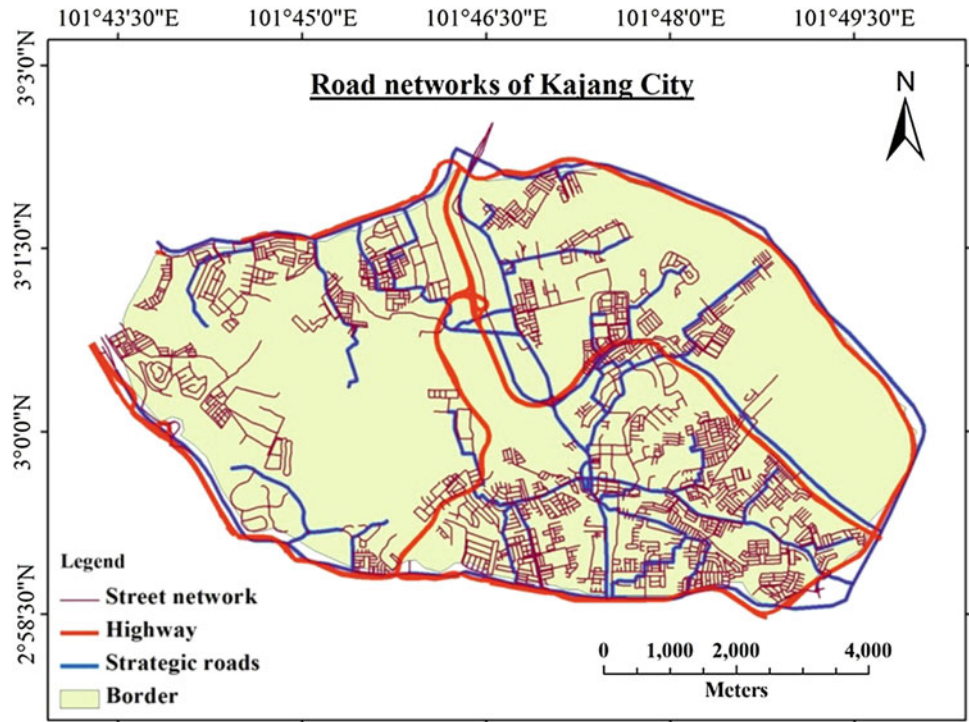 101°43'30"E 101°45'0"E 101°46'30"E 101°48'0"E 101°49'30"E
3°3'0"N
3°1'30"N
3°0'0"N
2°58'30"N
Road networks of Kajang City
N
Legend
Street network
Highway
Strategic roads
Border
0 1,000 2,000 4,000
Meters